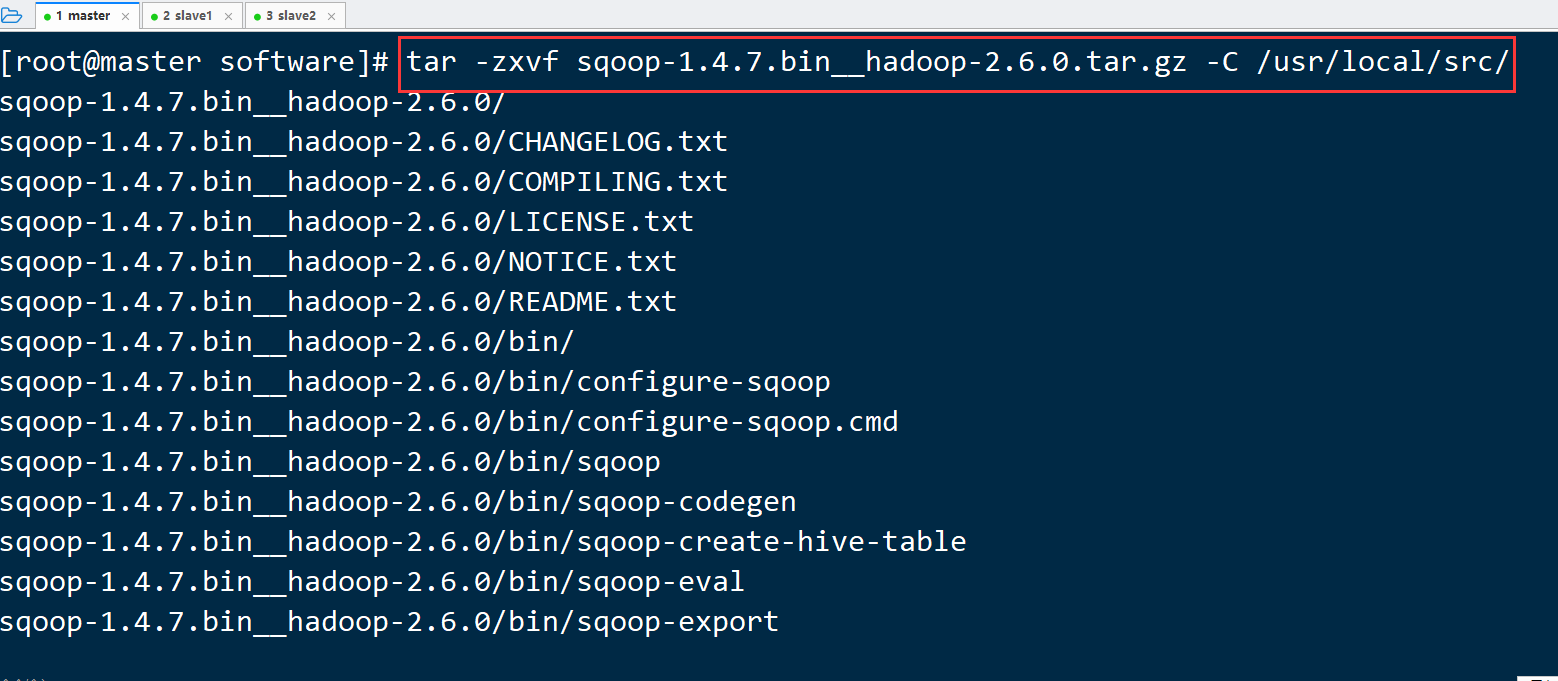 1 master × 2 slave1 × 3 slave2 ×
[root@master software]# tar -zxvf sqoop-1.4.7.bin__hadoop-2.6.0.tar.gz -C /usr/local/src/
sqoop-1.4.7.bin__hadoop-2.6.0/
sqoop-1.4.7.bin__hadoop-2.6.0/CHANGELOG.txt
sqoop-1.4.7.bin__hadoop-2.6.0/COMPILING.txt
sqoop-1.4.7.bin__hadoop-2.6.0/LICENSE.txt
sqoop-1.4.7.bin__hadoop-2.6.0/NOTICE.txt
sqoop-1.4.7.bin__hadoop-2.6.0/README.txt
sqoop-1.4.7.bin__hadoop-2.6.0/bin/
sqoop-1.4.7.bin__hadoop-2.6.0/bin/configure-sqoop
sqoop-1.4.7.bin__hadoop-2.6.0/bin/configure-sqoop.cmd
sqoop-1.4.7.bin__hadoop-2.6.0/bin/sqoop
sqoop-1.4.7.bin__hadoop-2.6.0/bin/sqoop-codegen
sqoop-1.4.7.bin__hadoop-2.6.0/bin/sqoop-create-hive-table
sqoop-1.4.7.bin__hadoop-2.6.0/bin/sqoop-eval
sqoop-1.4.7.bin__hadoop-2.6.0/bin/sqoop-export